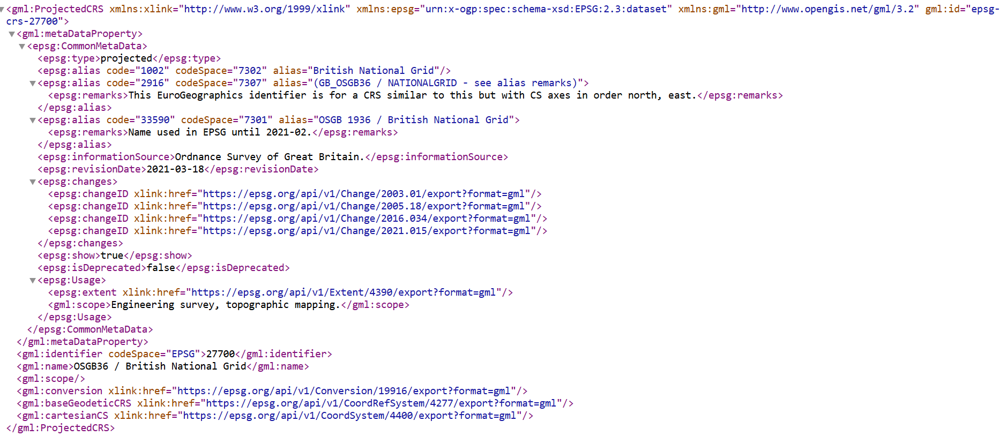 <gml:ProjectedCRS xmlns:xlink="http://www.w3.org/1999/xlink" xmlns:epsg="urn:x-ogp:spec:schema-xsd:EPSG:2.3:dataset" xmlns:gml="http://www.opengis.net/gml/3.2" gml:id="epsg-
crs-27700">
<gml:metaDataProperty>
<epsg:CommonMetaData>
<epsg:type>projected</epsg:type>
<epsg:alias code="1002" codeSpace="7302" alias="British National Grid"/>
<epsg:alias code="2916" codeSpace="7307" alias="(GB_OSGB36 / NATIONALGRID - see alias remarks)">
<epsg:remarks>This EuroGeographics identifier is for a CRS similar to this but with CS axes in order north, east.</epsg:remarks>
</epsg:alias>
<epsg:alias code="33590" codeSpace="7301" alias="OSGB 1936 / British National Grid">
<epsg:remarks>Name used in EPSG until 2021-02.</epsg:remarks>
</epsg:alias>
<epsg:informationSource>Ordnance Survey of Great Britain.</epsg:informationSource>
<epsg:revisionDate>2021-03-18</epsg:revisionDate>
<epsg:changes>
<epsg:changeID xlink:href="https://epsg.org/api/v1/Change/2003.01/export?format=gml"/>
<epsg:changeID xlink:href="https://epsg.org/api/v1/Change/2005.18/export?format=gml"/>
<epsg:changeID xlink:href="https://epsg.org/api/v1/Change/2016.034/export?format=gml"/>
<epsg:changeID xlink:href="https://epsg.org/api/v1/Change/2021.015/export?format=gml"/>
</epsg:changes>
<epsg:show>true</epsg:show>
<epsg:isDeprecated>false</epsg:isDeprecated>
<epsg:Usage>
<epsg:extent xlink:href="https://epsg.org/api/v1/Extent/4390/export?format=gml"/>
<gml:scope>Engineering survey, topographic mapping.</gml:scope>
</epsg:Usage>
</epsg:CommonMetaData>
</gml:metaDataProperty>
<gml:identifier codeSpace="EPSG">27700</gml:identifier>
<gml:name>OSGB36 / British National Grid</gml:name>
<gml:scope/>
<gml:conversion xlink:href="https://epsg.org/api/v1/Conversion/19916/export?format=gml"/>
<gml:baseGeodeticCRS xlink:href="https://epsg.org/api/v1/CoordRefSystem/4277/export?format=gml"/>
<gml:cartesianCS xlink:href="https://epsg.org/api/v1/CoordSystem/4400/export?format=gml"/>
</gml:ProjectedCRS>